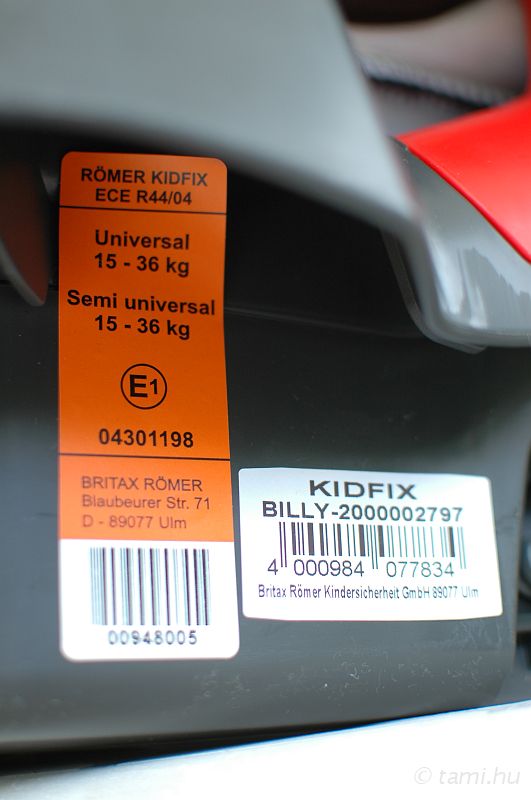 RÖMER KIDFIX
ECE R44/04
Universal
15 - 36 kg
Semi universal
15 - 36 kg
E1
04301198
BRITAX RÖMER
Blaubeurer Str. 71
D - 89077 Ulm
00948005
KIDFIX
BILLY-2000002797
4 000984 077834
Britax Römer Kindersicherheit GmbH 89077 Ulm
© tami.hu